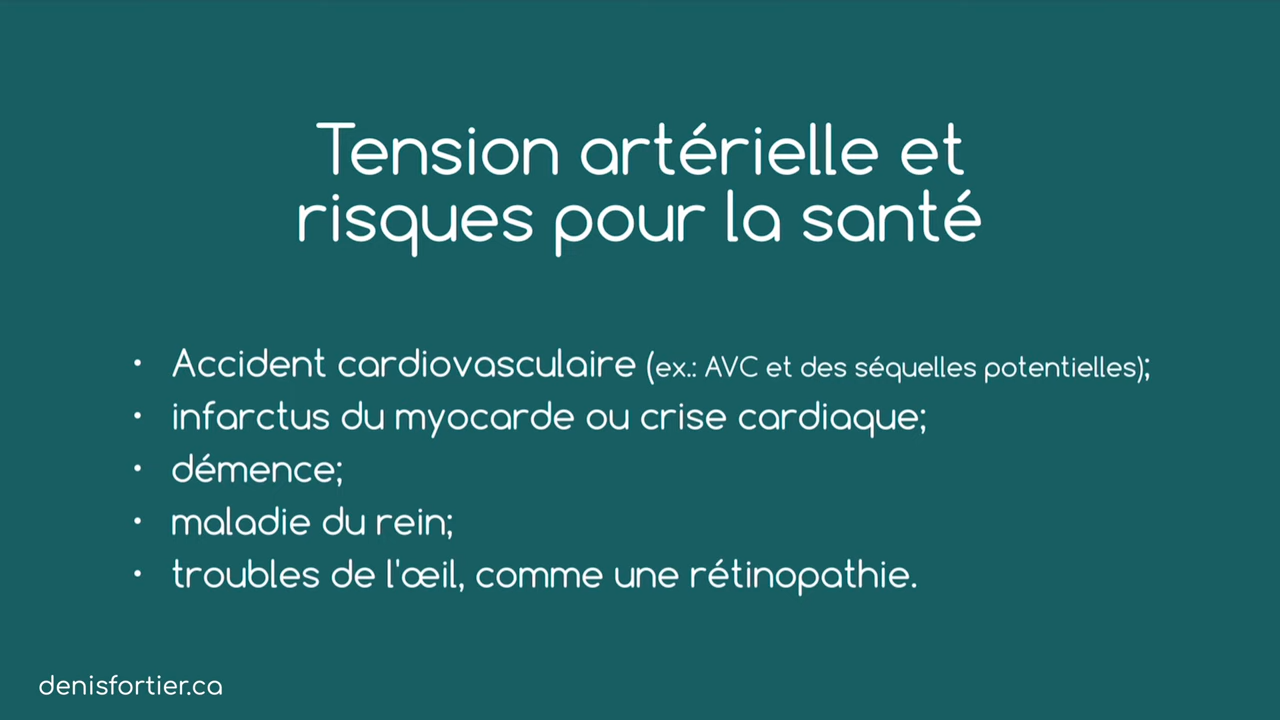 Tension artérielle et
risques pour la santé
• Accident cardiovasculaire (ex.: AVC et des séquelles potentielles);
• infarctus du myocarde ou crise cardiaque;
• démence;
• maladie du rein;
• troubles de l'œil, comme une rétinopathie.
denisfortier.ca